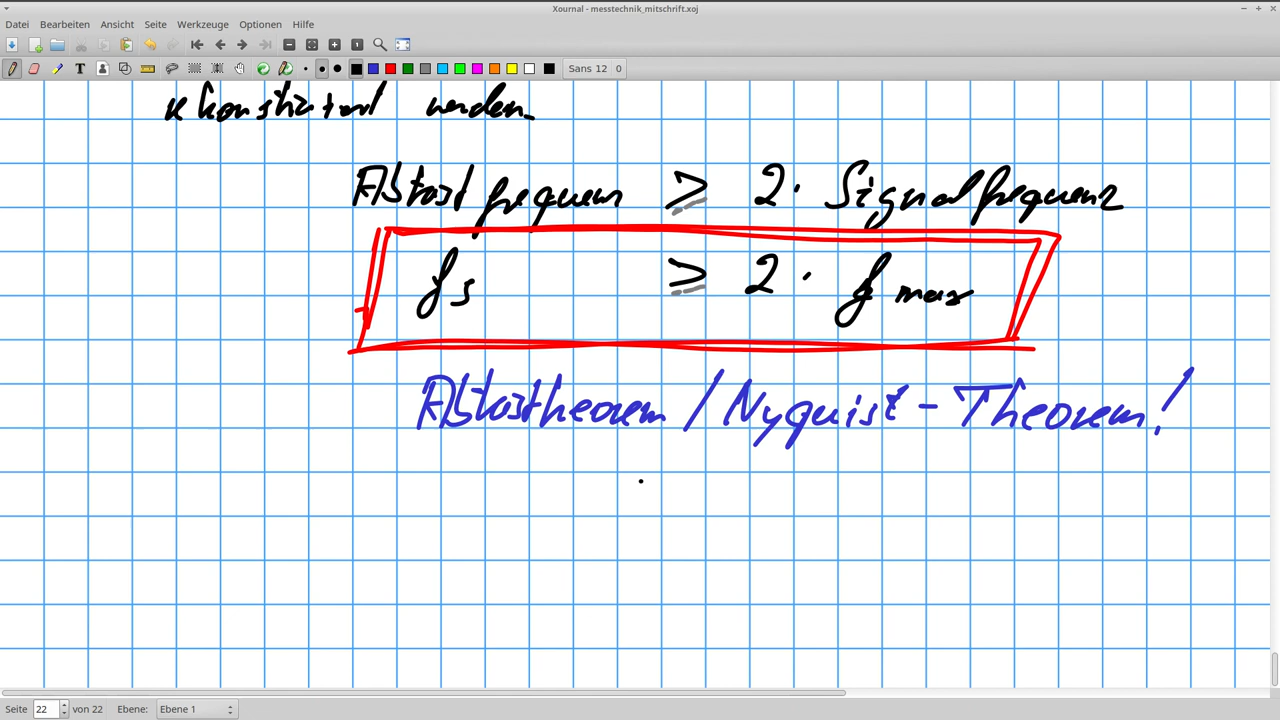 Xournal - messtechnik_mitschrift.xoj
Datei Bearbeiten Ansicht Seite Werkzeuge Optionen Hilfe
Sans 12 0
rekonstruiert werden.
Abtastfrequenz ≥ 2 · Signalfrequenz
fs ≥ 2 · fmax
Abtasttheorem / Nyquist - Theorem!
Seite 22 von 22 Ebene: Ebene 1